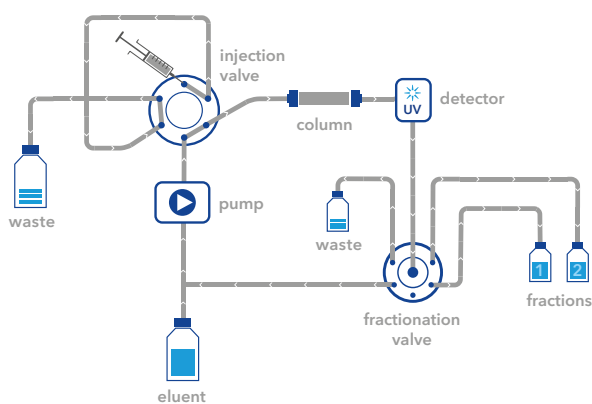 injection
valve
UV
detector
column
waste
pump
waste
1
2
fractions
fractionation
valve
eluent